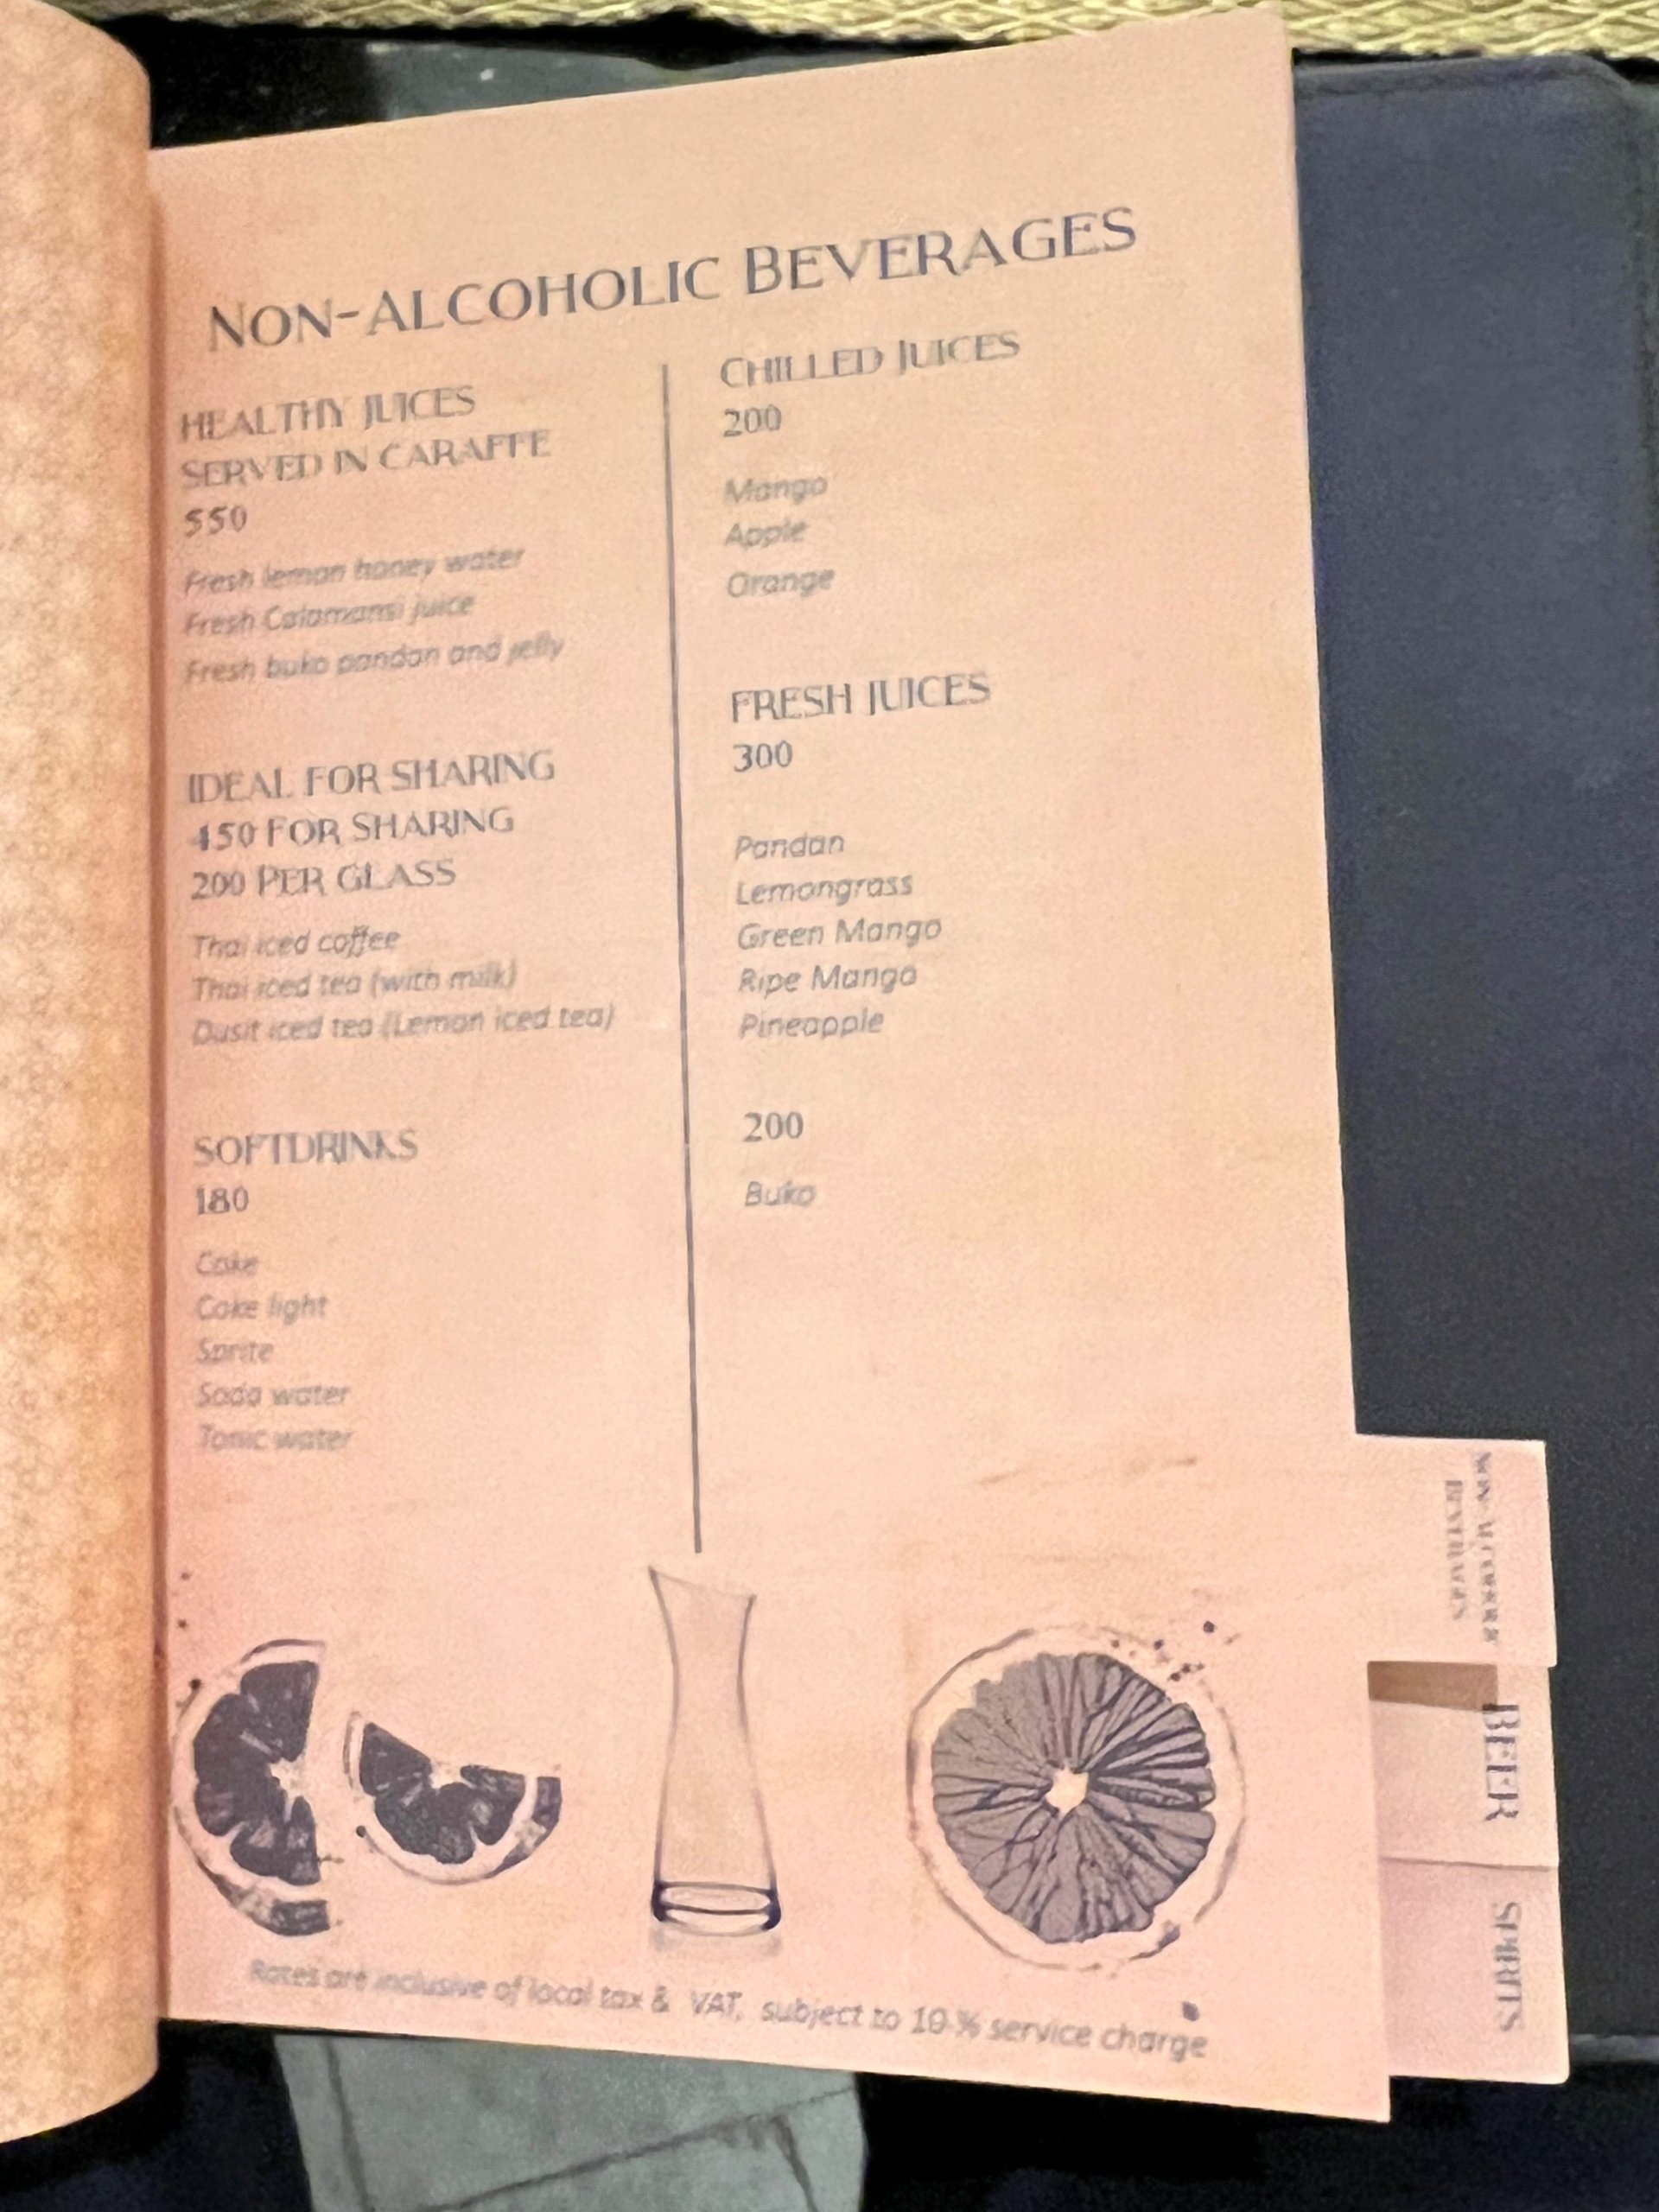 NON-ALCOHOLIC BEVERAGES
HEALTHY JUICES
SERVED IN CARAFFE
550
Fresh lemon honey water
Fresh Calamansi juice
Fresh buko pandan and jelly
IDEAL FOR SHARING
450 FOR SHARING
200 PER GLASS
Thai iced coffee
Thai iced tea (with milk)
Dusit iced tea (Lemon iced tea)
SOFTDRINKS
180
Coke
Coke light
Sprite
Soda water
Tonic water
CHILLED JUICES
200
Mango
Apple
Orange
FRESH JUICES
300
Pandan
Lemongrass
Green Mango
Ripe Mango
Pineapple
200
Buko
Rates are inclusive of local tax & VAT, subject to 10 % service charge
NON-ALCOHOLIC
BEVERAGES
BEER
SPIRITS